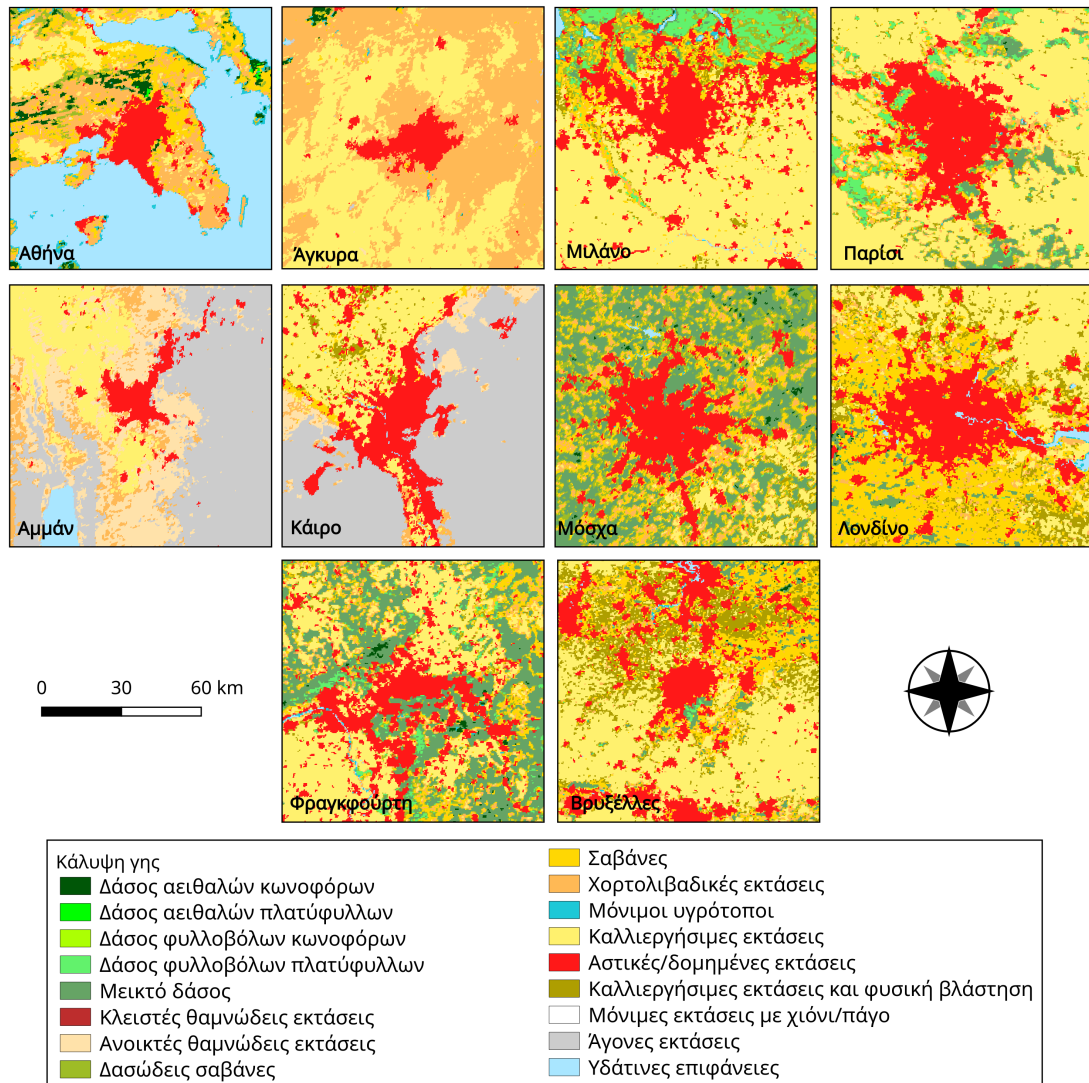 Αθήνα
Άγκυρα
Μιλάνο
Παρίσι
Αμμάν
Κάιρο
Μόσχα
Λονδίνο
0 30 60 km
Φραγκφούρτη
Βρυξέλλες
Κάλυψη γης
Δάσος αειθαλών κωνοφόρων
Δάσος αειθαλών πλατύφυλλων
Δάσος φυλλοβόλων κωνοφόρων
Δάσος φυλλοβόλων πλατύφυλλων
Μεικτό δάσος
Κλειστές θαμνώδεις εκτάσεις
Ανοικτές θαμνώδεις εκτάσεις
Δασώδεις σαβάνες
Σαβάνες
Χορτολιβαδικές εκτάσεις
Μόνιμοι υγρότοποι
Καλλιεργήσιμες εκτάσεις
Αστικές/δομημένες εκτάσεις
Καλλιεργήσιμες εκτάσεις και φυσική βλάστηση
Μόνιμες εκτάσεις με χιόνι/πάγο
Άγονες εκτάσεις
Υδάτινες επιφάνειες